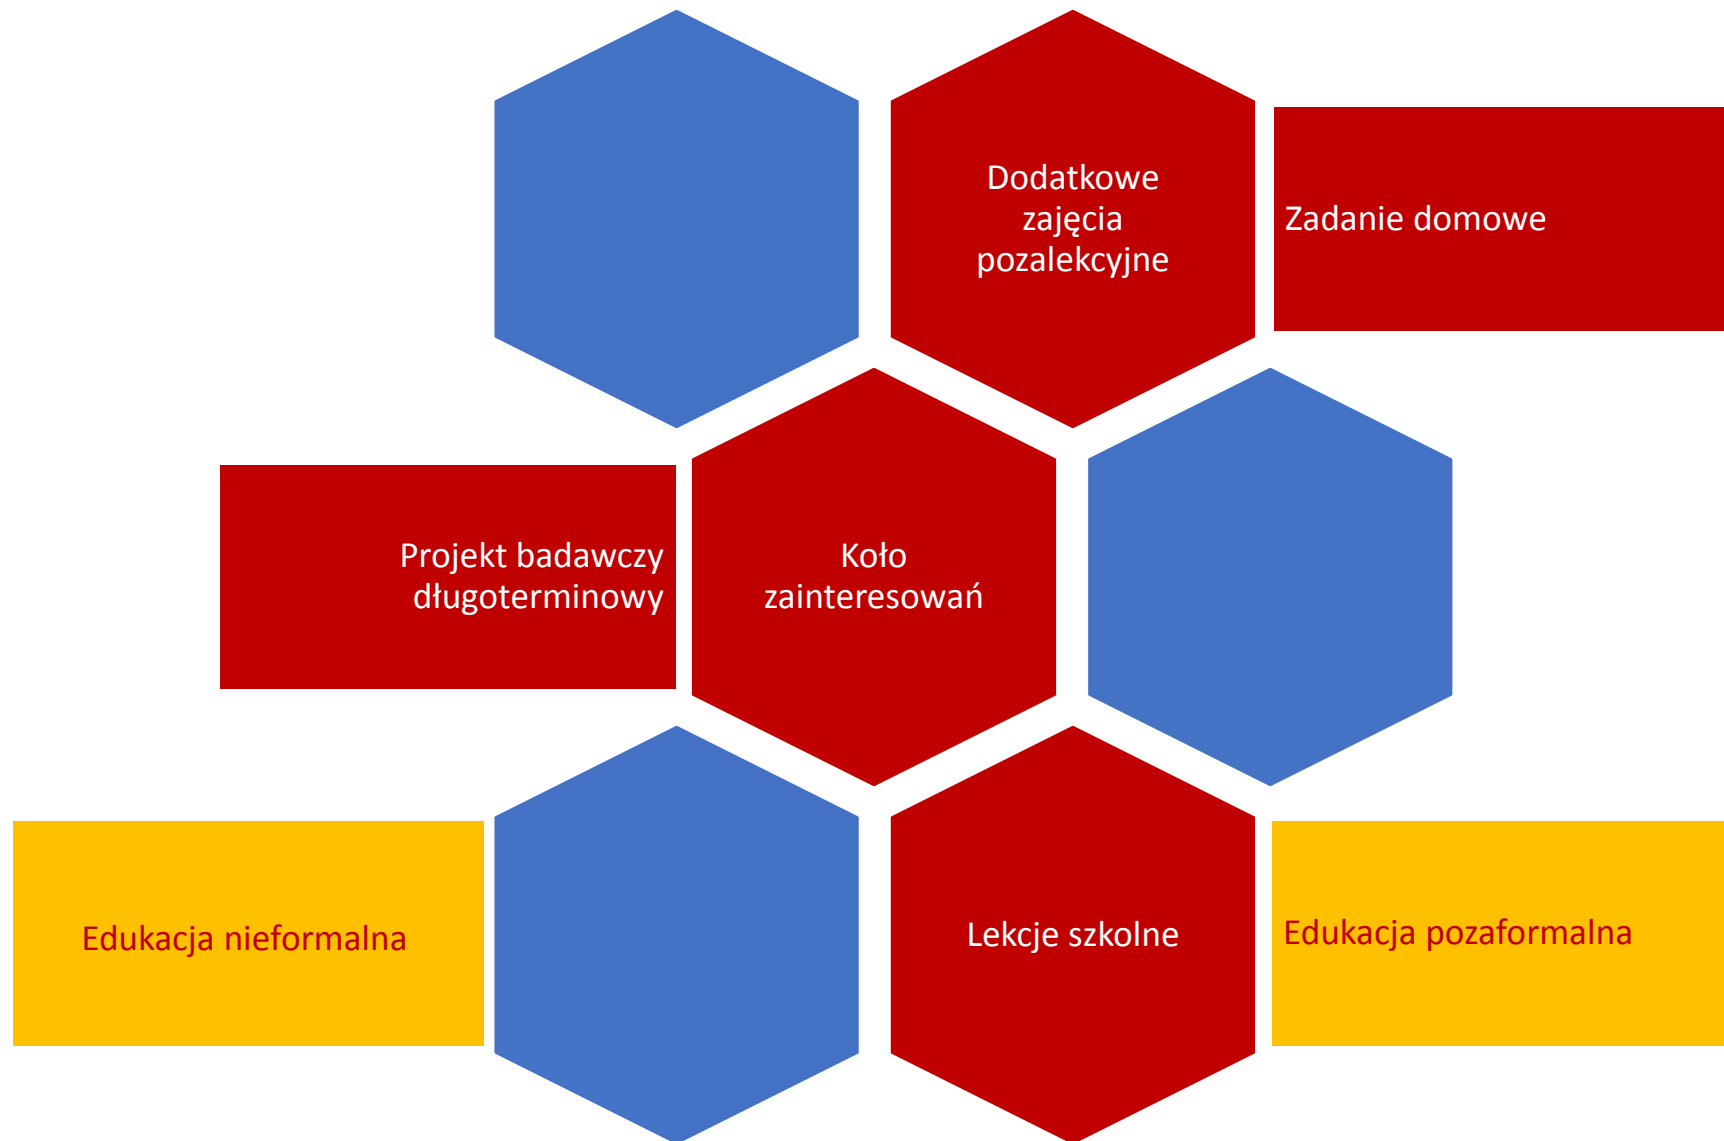 Dodatkowe
zajęcia
pozalekcyjne
Zadanie domowe
Projekt badawczy
długoterminowy
Koło
zainteresowań
Edukacja nieformalna
Lekcje szkolne
Edukacja pozaformalna